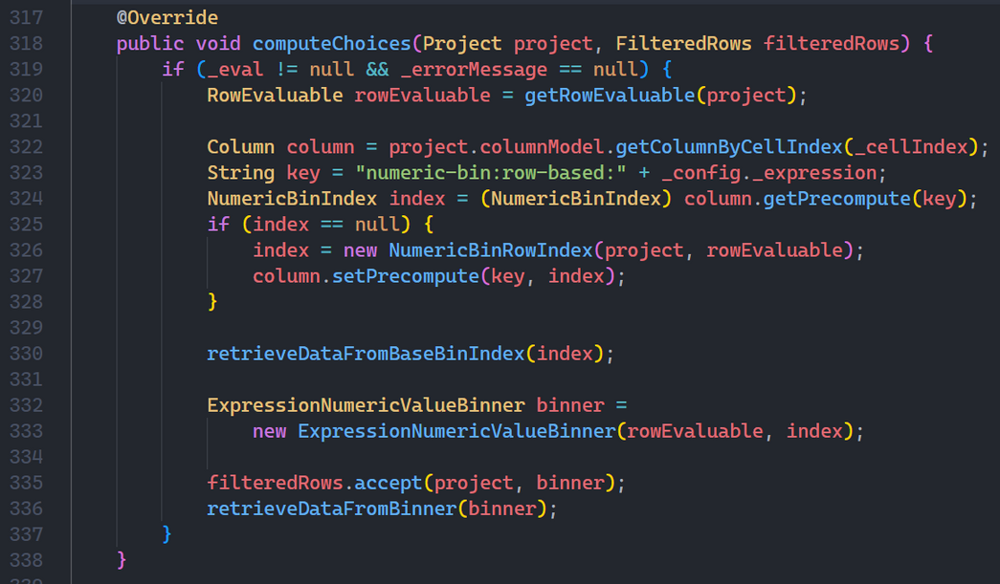 317 @Override
318 public void computeChoices(Project project, FilteredRows filteredRows) {
319 if (_eval != null && _errorMessage == null) {
320 RowEvaluable rowEvaluable = getRowEvaluable(project);
321
322 Column column = project.columnModel.getColumnByCellIndex(_cellIndex);
323 String key = "numeric-bin:row-based:" + _config._expression;
324 NumericBinIndex index = (NumericBinIndex) column.getPrecompute(key);
325 if (index == null) {
326 index = new NumericBinRowIndex(project, rowEvaluable);
327 column.setPrecompute(key, index);
328 }
329
330 retrieveDataFromBaseBinIndex(index);
331
332 ExpressionNumericValueBinner binner =
333 new ExpressionNumericValueBinner(rowEvaluable, index);
334
335 filteredRows.accept(project, binner);
336 retrieveDataFromBinner(binner);
337 }
338 }